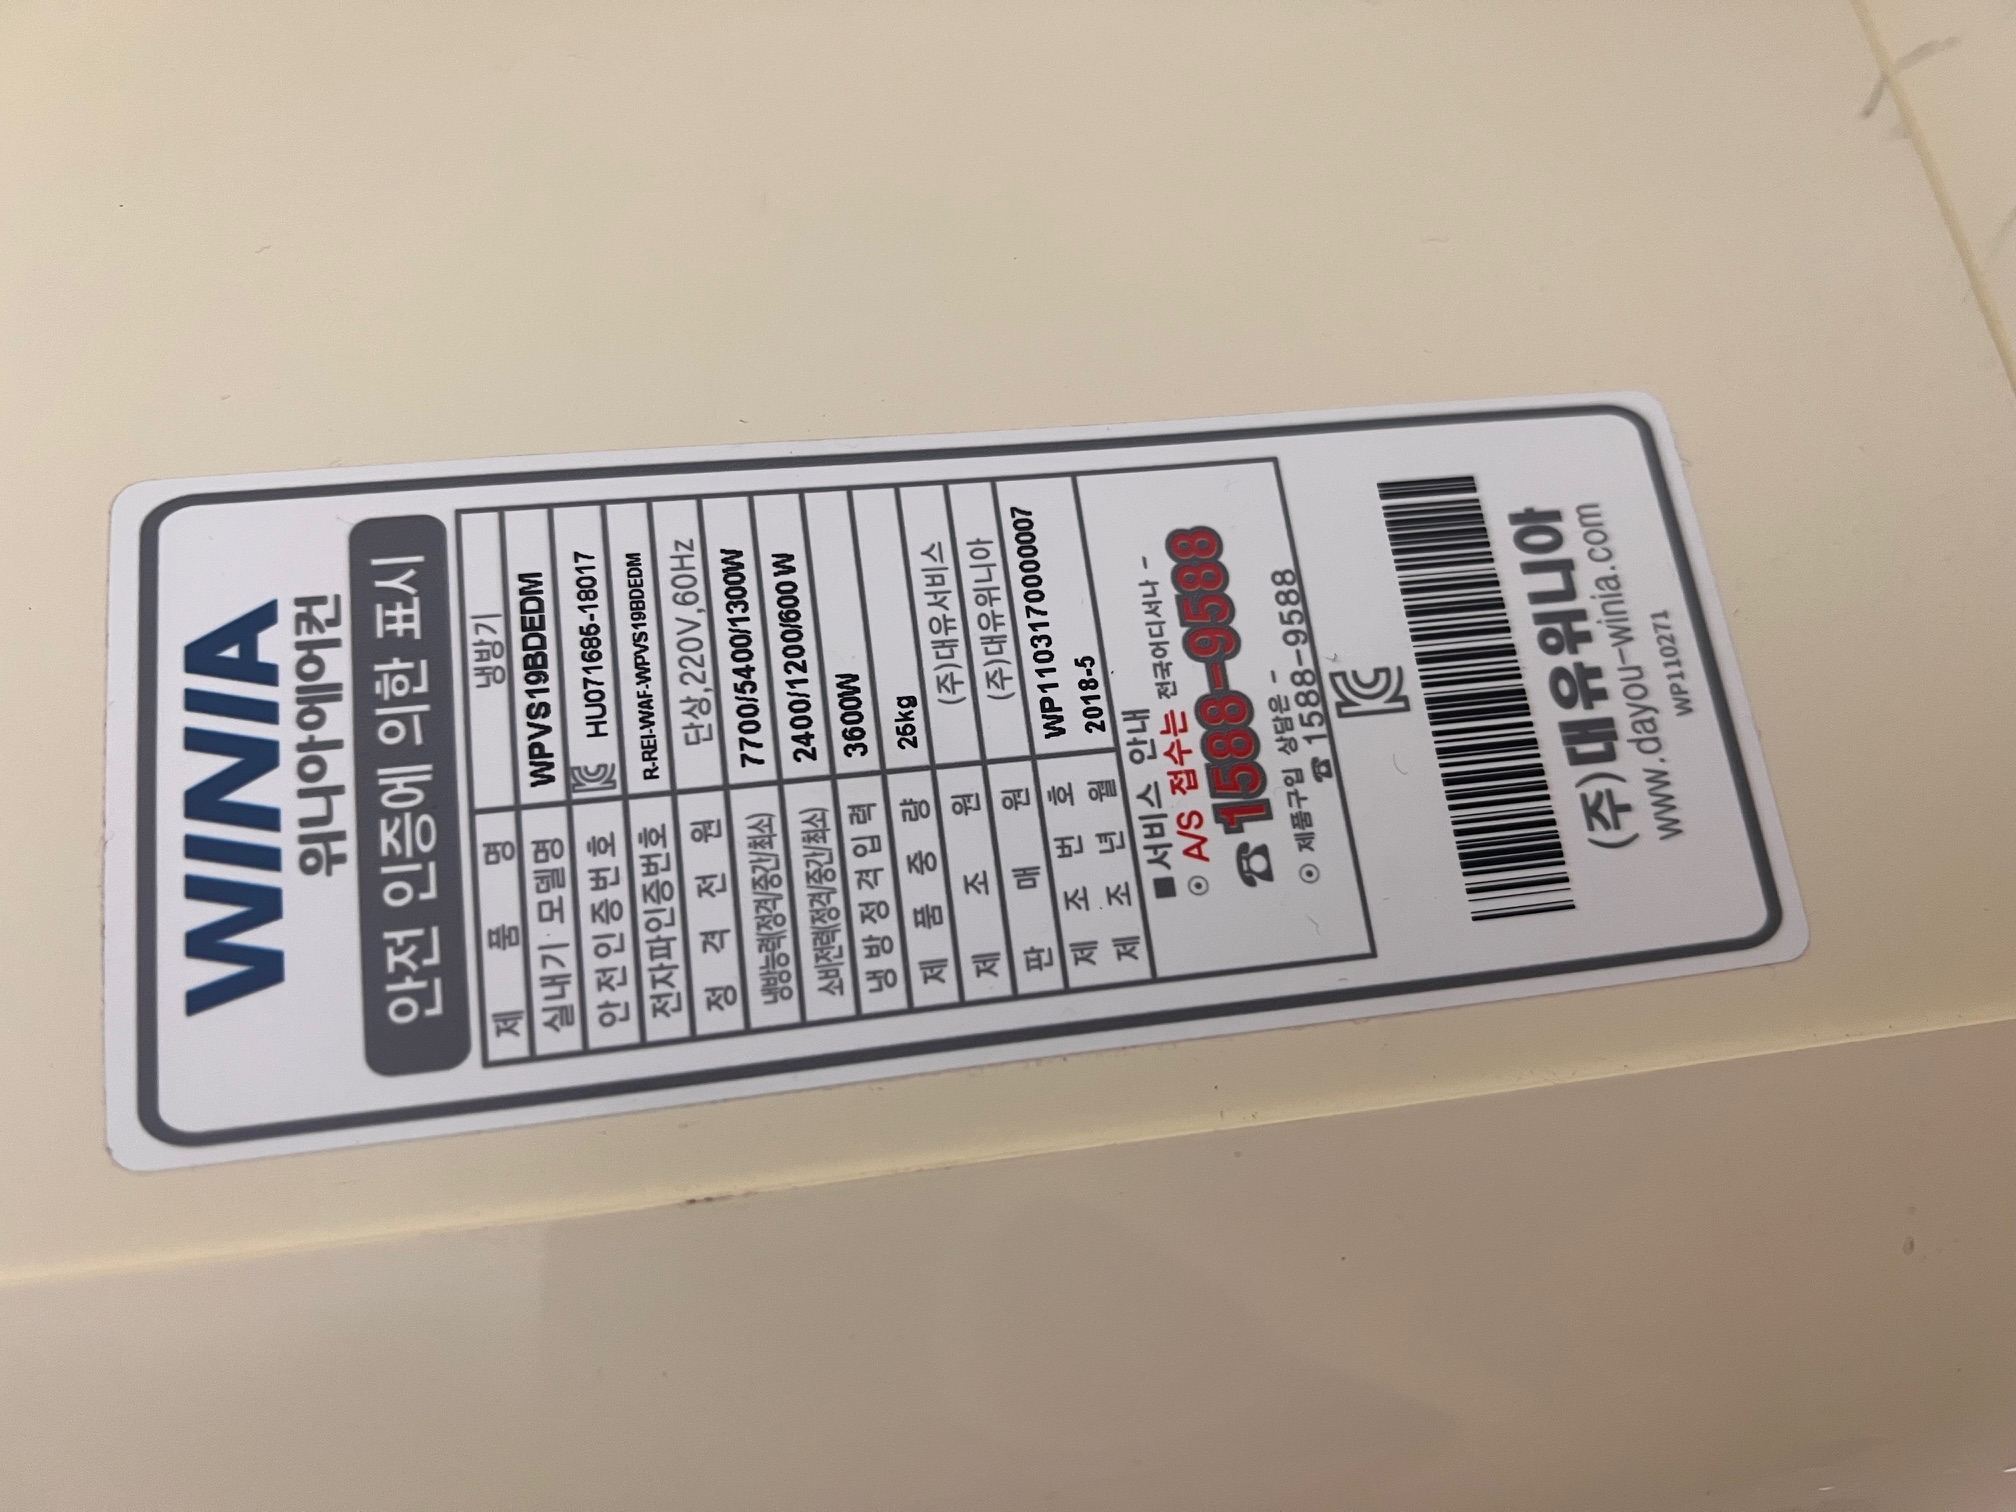 WINIA
위니아에어컨
안전 인증에 의한 표시
제 품 명 냉방기
실내기 모델명 WPVS19BDEDM
안전인증번호 HU071686-18017
전자파인증번호 R-REI-WAF-WPVS19BDEDM
정 격 전 원 단상,220V,60Hz
냉방능력(정격/중간/최소) 7700/5400/1300W
소비전력(정격/중간/최소) 2400/1200/600 W
냉방정격입력 3600W
제 품 중 량 25kg
제 조 원 (주)대유서비스
판 매 원 (주)대유위니아
제 조 번 호 WP110317000007
제 조 년 월 2018-5
■ 서비스 안내
⊙ A/S 접수는 전국어디서나 -
☎ 1588-9588
⊙ 제품구입 상담은 -
☎ 1588-9588
(주)대유위니아
www.dayou-winia.com
WP110271